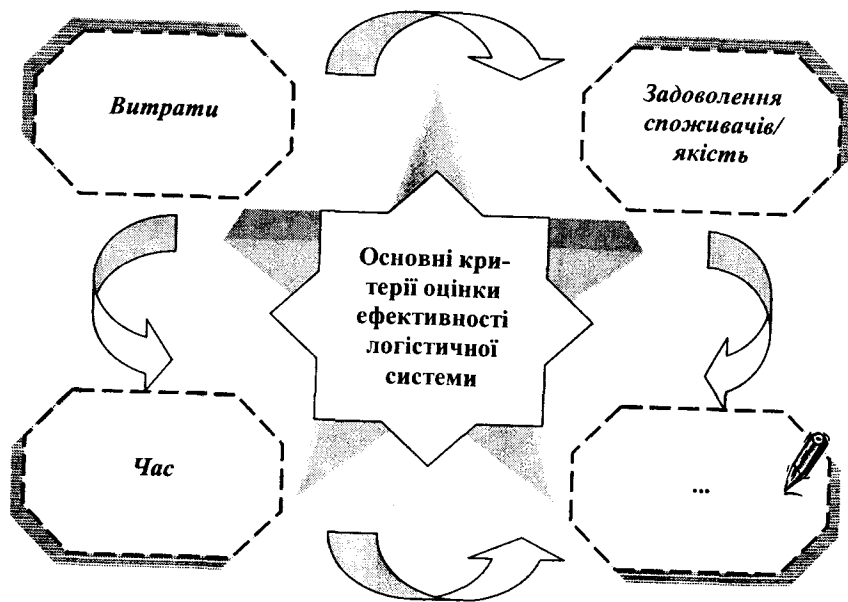 Витрати
Задоволення
споживачів/
якість
Основні кри-
терії оцінки
ефективності
логістичної
системи
Час
...